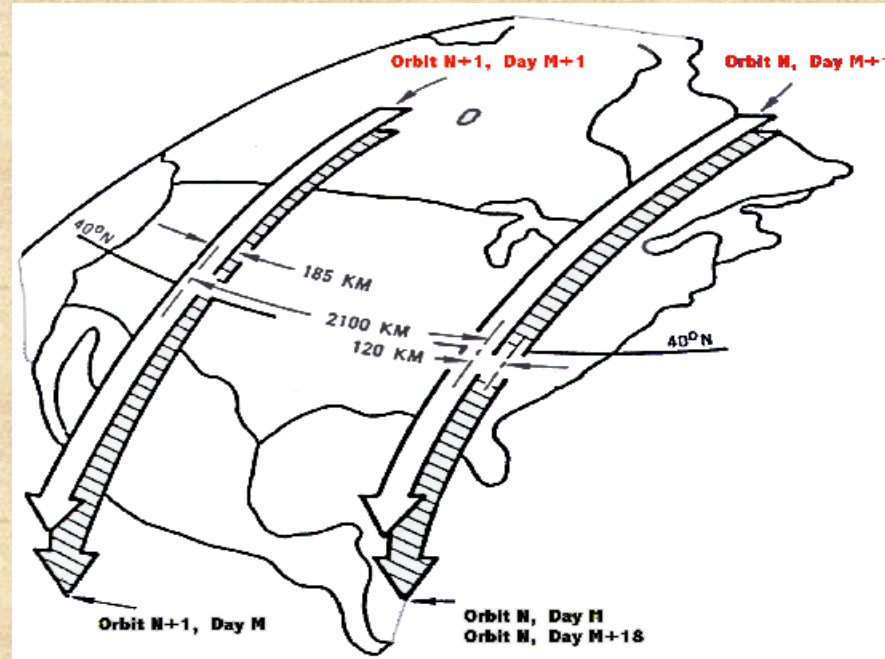 Orbit N+1, Day M+1
Orbit N, Day M+1
40°N
185 KM
2100 KM
120 KM
40°N
Orbit N+1, Day M
Orbit N, Day M
Orbit N, Day M+18